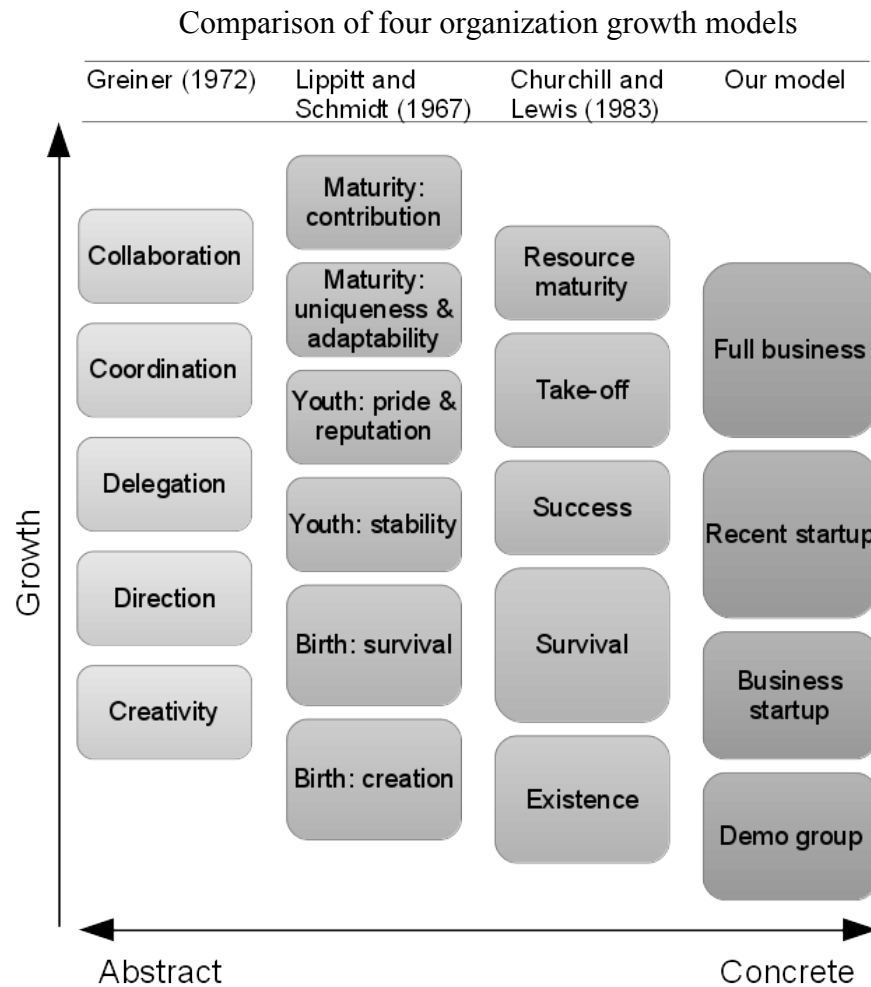 Comparison of four organization growth models
Greiner (1972)
Lippitt and
Schmidt (1967)
Churchill and
Lewis (1983)
Our model
Growth
Collaboration
Coordination
Delegation
Direction
Creativity
Maturity:
contribution
Maturity:
uniqueness &
adaptability
Youth: pride &
reputation
Youth: stability
Birth: survival
Birth: creation
Resource
maturity
Take-off
Success
Survival
Existence
Full business
Recent startup
Business
startup
Demo group
Abstract
Concrete